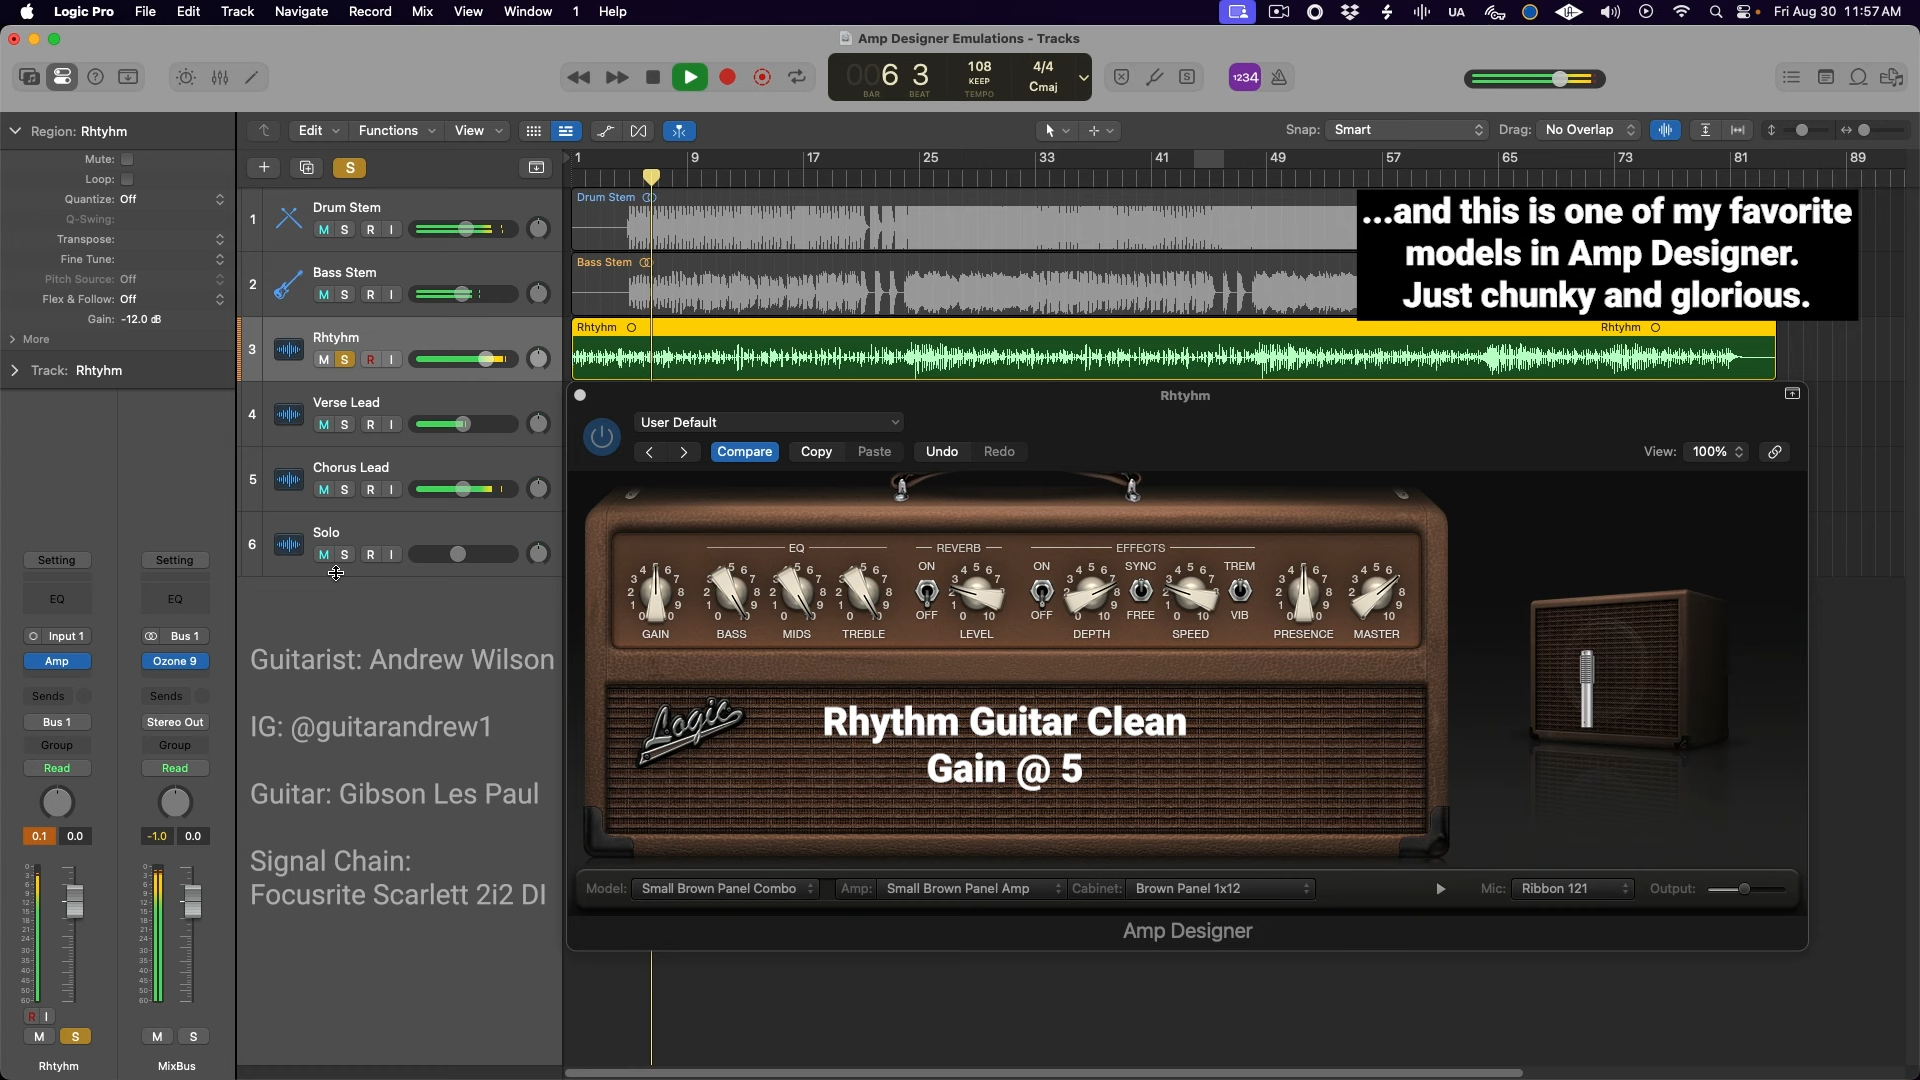 Logic Pro File Edit Track Navigate Record Mix View Window 1 Help
UA Fri Aug 30 11:57 AM
Amp Designer Emulations - Tracks
006 3 108 4/4
KEEP Cmaj
BAR BEAT TEMPO
1234
Region: Rhtyhm
Edit Functions View
Snap: Smart Drag: No Overlap
Mute:
Loop:
Quantize: Off
Q-Swing:
Transpose:
Fine Tune:
Pitch Source: Off
Flex & Follow: Off
Gain: -12.0 dB
More
Track: Rhtyhm
S
1 9 17 25 33 41 49 57 65 73 81 89
1 Drum Stem
M S R I
2 Bass Stem
M S R I
3 Rhtyhm
M S R I
4 Verse Lead
M S R I
5 Chorus Lead
M S R I
6 Solo
M S R I
Drum Stem
Bass Stem
Rhtyhm Rhtyhm
...and this is one of my favorite
models in Amp Designer.
Just chunky and glorious.
Rhtyhm
User Default
Compare Copy Paste Undo Redo
View: 100%
EQ REVERB EFFECTS
ON ON SYNC TREM
OFF OFF FREE VIB
GAIN BASS MIDS TREBLE LEVEL DEPTH SPEED PRESENCE MASTER
Logic
Rhythm Guitar Clean
Gain @ 5
Model: Small Brown Panel Combo Amp: Small Brown Panel Amp Cabinet: Brown Panel 1x12 Mic: Ribbon 121 Output:
Amp Designer
Guitarist: Andrew Wilson
IG: @guitarandrew1
Guitar: Gibson Les Paul
Signal Chain:
Focusrite Scarlett 2i2 DI
Setting Setting
EQ EQ
Input 1 Bus 1
Amp Ozone 9
Sends Sends
Bus 1 Stereo Out
Group Group
Read Read
0.1 0.0 -1.0 0.0
R I
M S M S
Rhtyhm MixBus